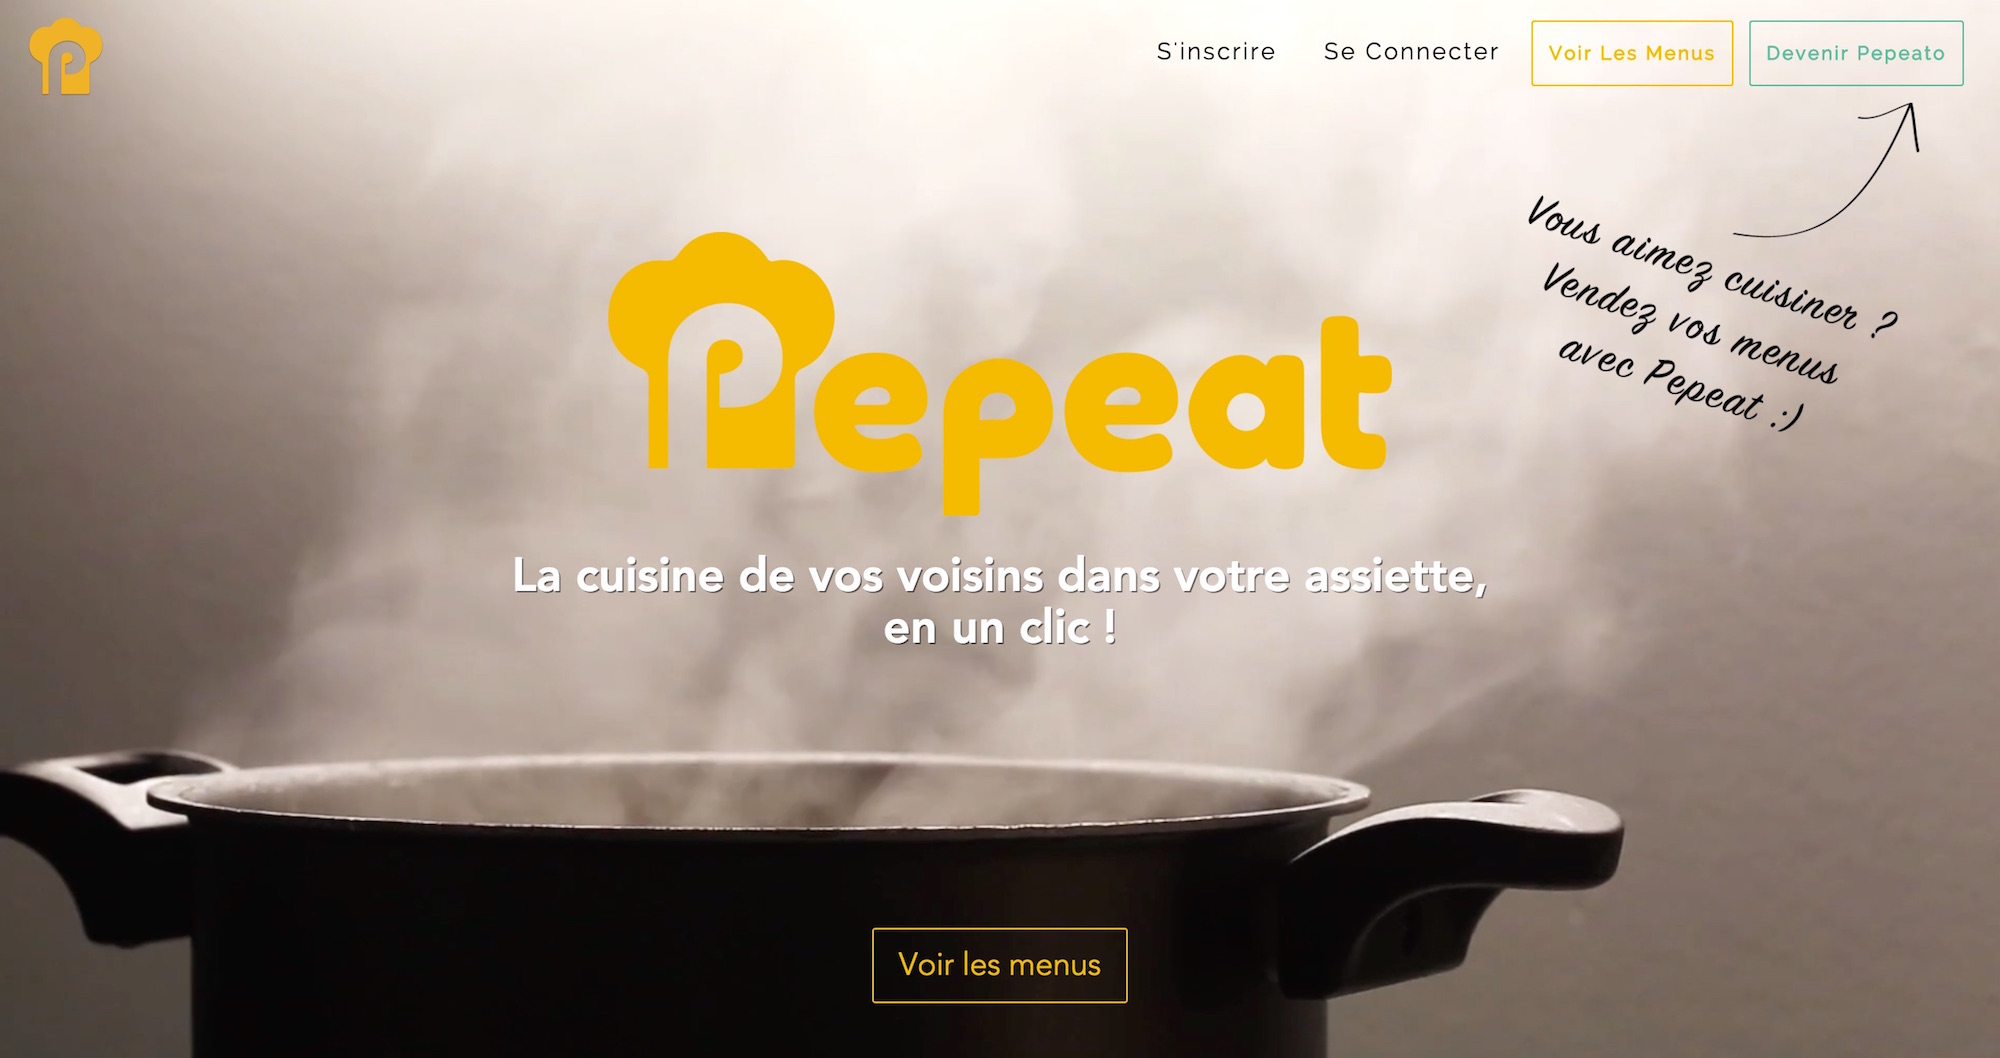 S'inscrire
Se Connecter
Voir Les Menus
Devenir Pepeato
Vous aimez cuisiner ?
Vendez vos menus
avec Pepeat :)
Pepeat
La cuisine de vos voisins dans votre assiette,
en un clic !
Voir les menus